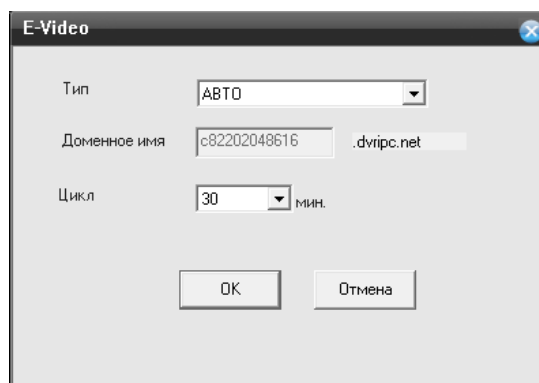 E-Video
Тип АВТО
Доменное имя c82202048616 .dvripc.net
Цикл 30 мин.
OK Отмена